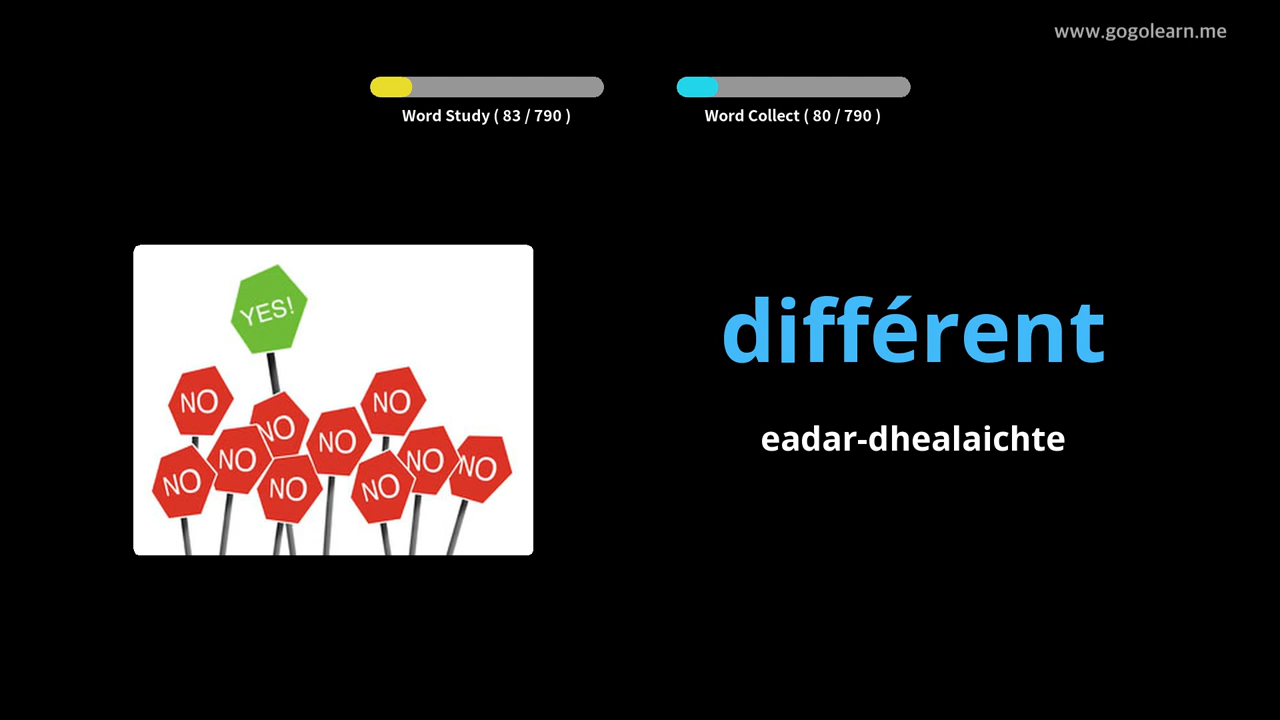 www.gogolearn.me
Word Study ( 83 / 790 )
Word Collect ( 80 / 790 )
YES!
NO
NO
NO
NO
NO
NO
NO
NO
NO
NO
différent
eadar-dhealaichte